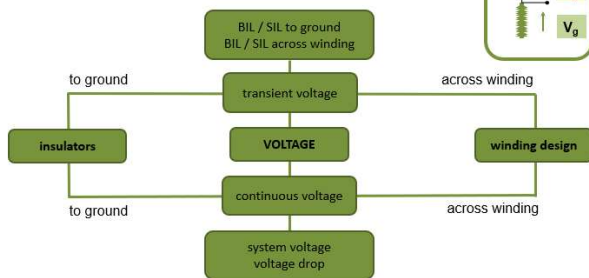 V_g
BIL / SIL to ground
BIL / SIL across winding
to ground
across winding
transient voltage
insulators
VOLTAGE
winding design
continuous voltage
to ground
across winding
system voltage
voltage drop